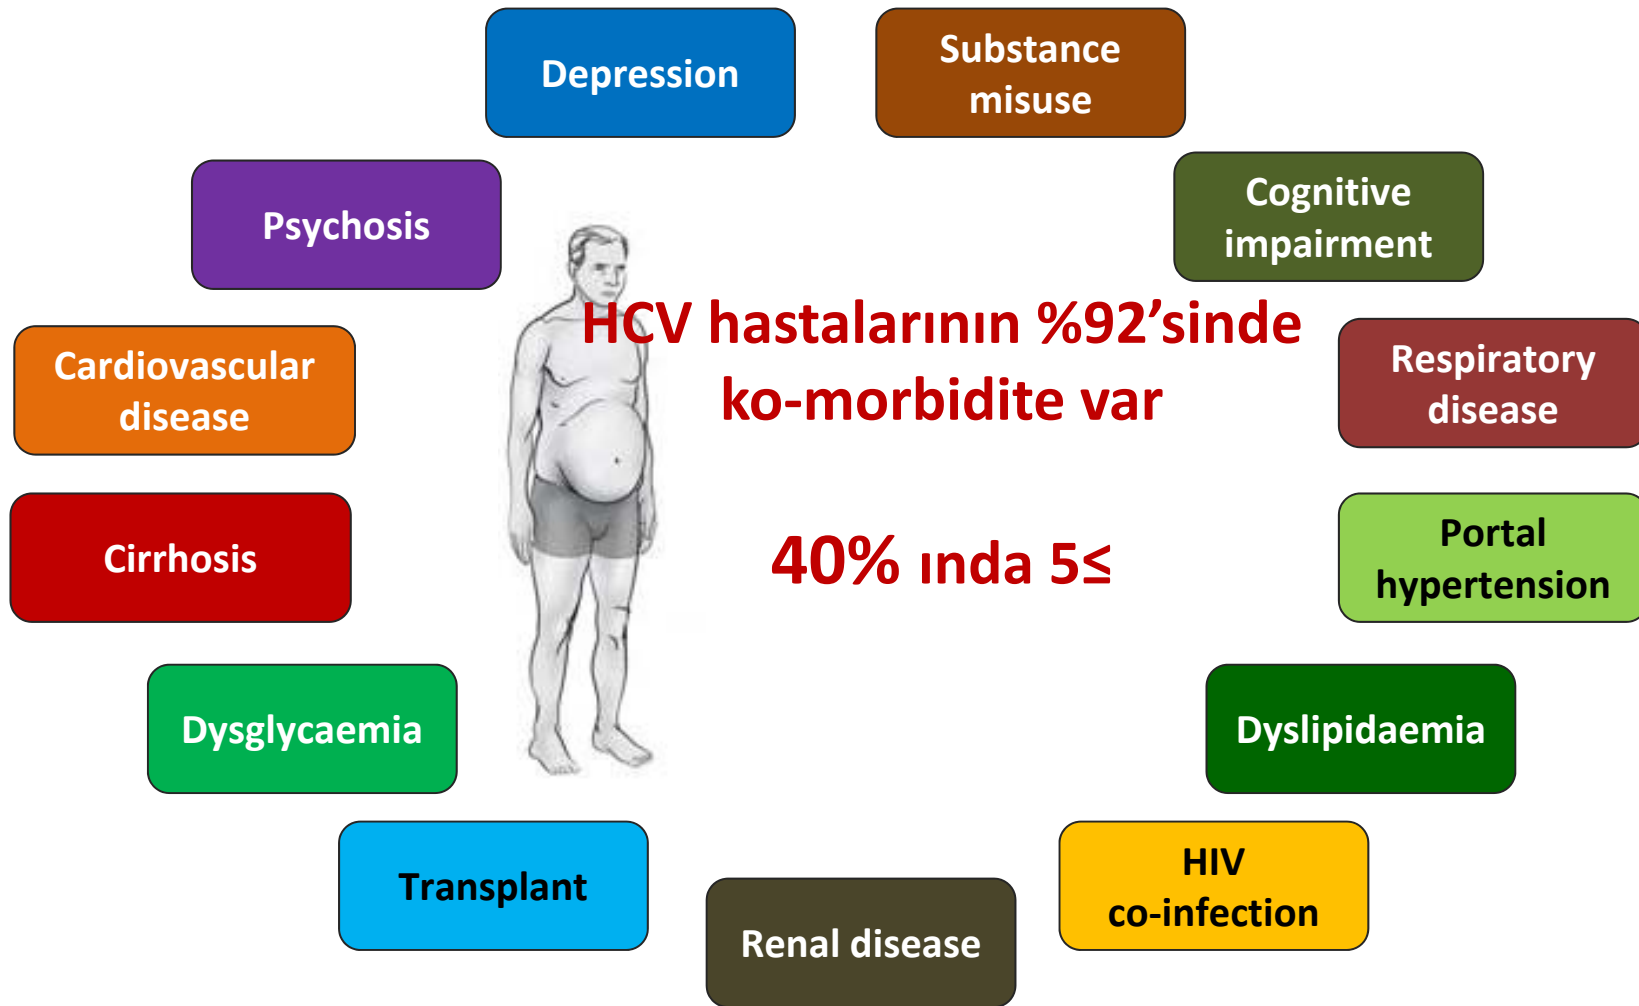 Depression
Substance
misuse
Psychosis
Cognitive
impairment
HCV hastalarının %92’sinde
ko-morbidite var
Cardiovascular
disease
Respiratory
disease
Cirrhosis
40% ında 5≤
Portal
hypertension
Dysglycaemia
Dyslipidaemia
Transplant
HIV
co-infection
Renal disease